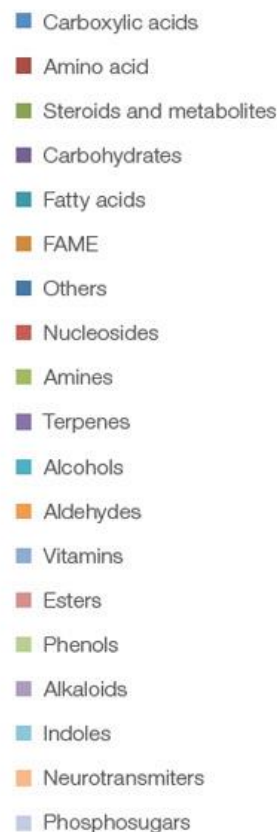 Carboxylic acids
Amino acid
Steroids and metabolites
Carbohydrates
Fatty acids
FAME
Others
Nucleosides
Amines
Terpenes
Alcohols
Aldehydes
Vitamins
Esters
Phenols
Alkaloids
Indoles
Neurotransmiters
Phosphosugars